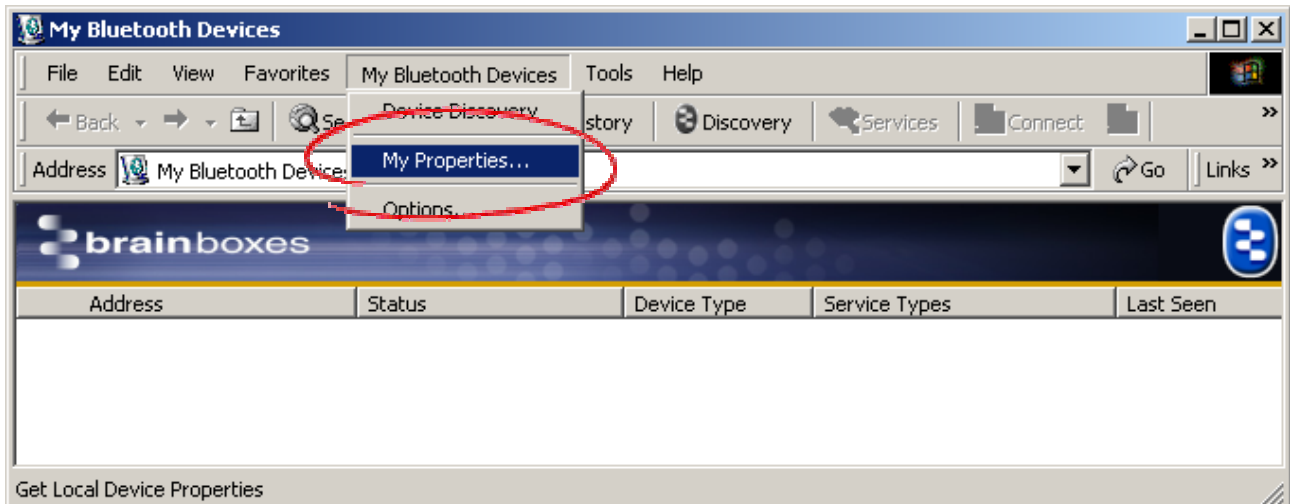 My Bluetooth Devices
File Edit View Favorites My Bluetooth Devices Tools Help
Back Se Device Discovery story Discovery Services Connect »
Address My Bluetooth Devices My Properties... Go Links »
Options...
brainboxes
Address Status Device Type Service Types Last Seen
Get Local Device Properties